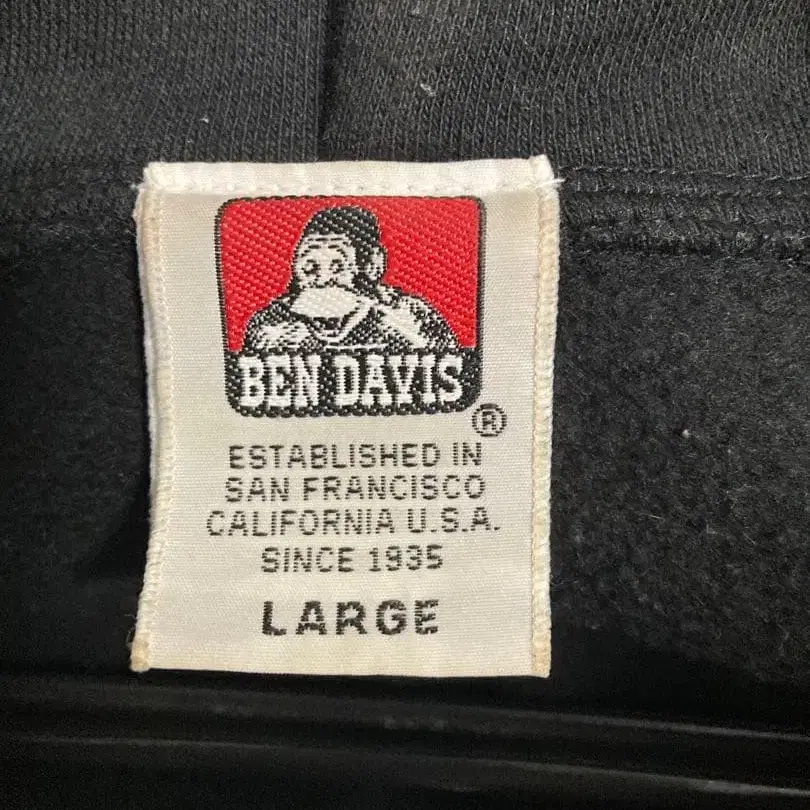 BEN DAVIS
®
ESTABLISHED IN
SAN FRANCISCO
CALIFORNIA U.S.A.
SINCE 1935
LARGE